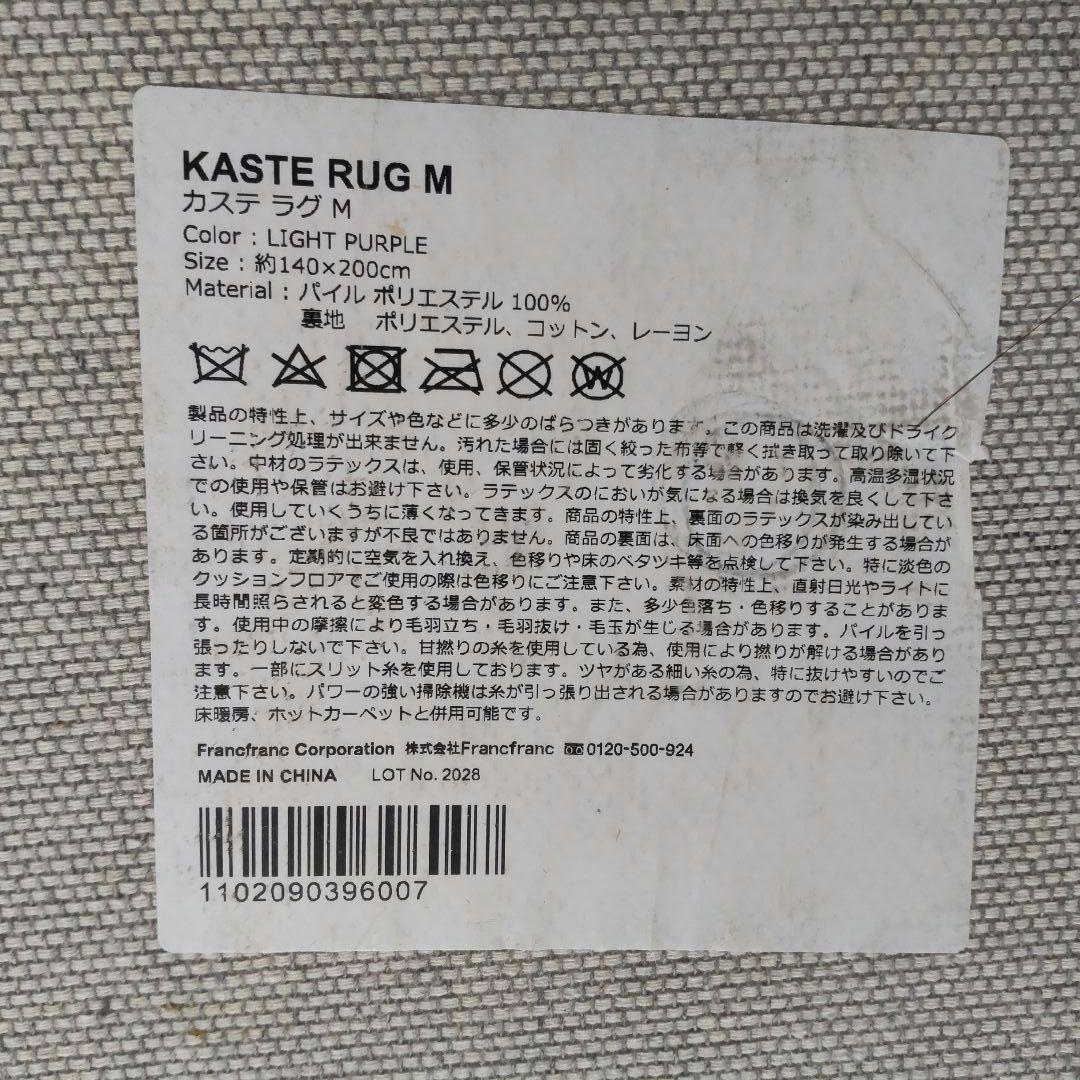 KASTE RUG M
カステ ラグ M
Color : LIGHT PURPLE
Size : 約140×200cm
Material : パイル ポリエステル 100%
裏地 ポリエステル、コットン、レーヨン
W
製品の特性上、サイズや色などに多少のばらつきがあります。この商品は洗濯及びドライク
リーニング処理が出来ません。汚れた場合には固く絞った布等で軽く拭き取って取り除いて下
さい。中材のラテックスは、使用、保管状況によって劣化する場合があります。高温多湿状況
での使用や保管はお避け下さい。ラテックスのにおいが気になる場合は換気を良くして下さ
い。使用していくうちに薄くなってきます。商品の特性上、裏面のラテックスが染み出してい
る箇所がございますが不良ではありません。商品の裏面は、床面への色移りが発生する場合が
あります。定期的に空気を入れ換え、色移りや床のベタツキ等を点検して下さい。特に淡色の
クッションフロアでご使用の際は色移りにご注意下さい。素材の特性上、直射日光やライトに
長時間照らされると変色する場合があります。また、多少色落ち・色移りすることがありま
す。使用中の摩擦により毛羽立ち・毛羽抜け・毛玉が生じる場合があります。パイルを引っ
張ったりしないで下さい。甘撚りの糸を使用している為、使用により撚りが解ける場合があり
ます。一部にスリット糸を使用しております。ツヤがある細い糸の為、特に抜けやすいのでご
注意下さい。パワーの強い掃除機は糸が引っ張り出される場合がありますのでお避け下さい。
床暖房、ホットカーペットと併用可能です。
Francfranc Corporation 株式会社Francfranc 0120-500-924
MADE IN CHINA LOT No. 2028
1102090396007